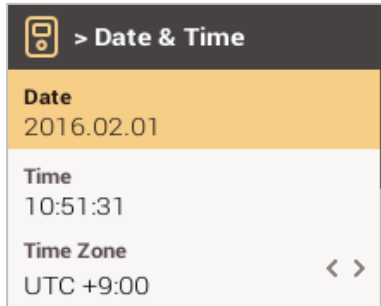 > Date & Time
Date
2016.02.01
Time
10:51:31
Time Zone
UTC +9:00
< >